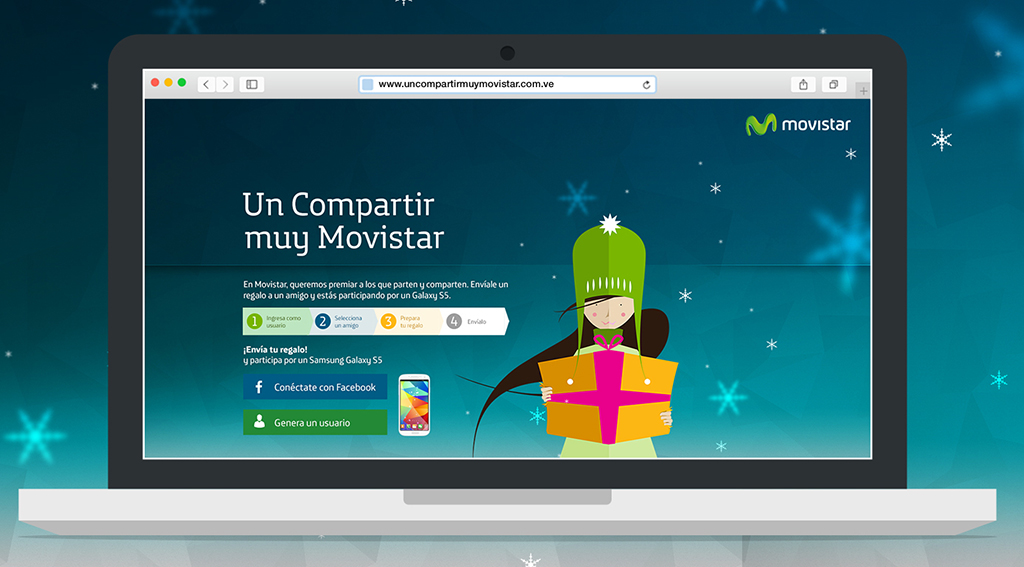 www.uncompartirmuymovistar.com.ve
movistar
Un Compartir
muy Movistar
En Movistar, queremos premiar a los que parten y comparten. Envíale un
regalo a un amigo y estás participando por un Galaxy S5.
1 Ingresa como
usuario
2 Selecciona
un amigo
3 Prepara
tu regalo
4 Envíalo
¡Envía tu regalo!
y participa por un Samsung Galaxy S5
f Conéctate con Facebook
Genera un usuario